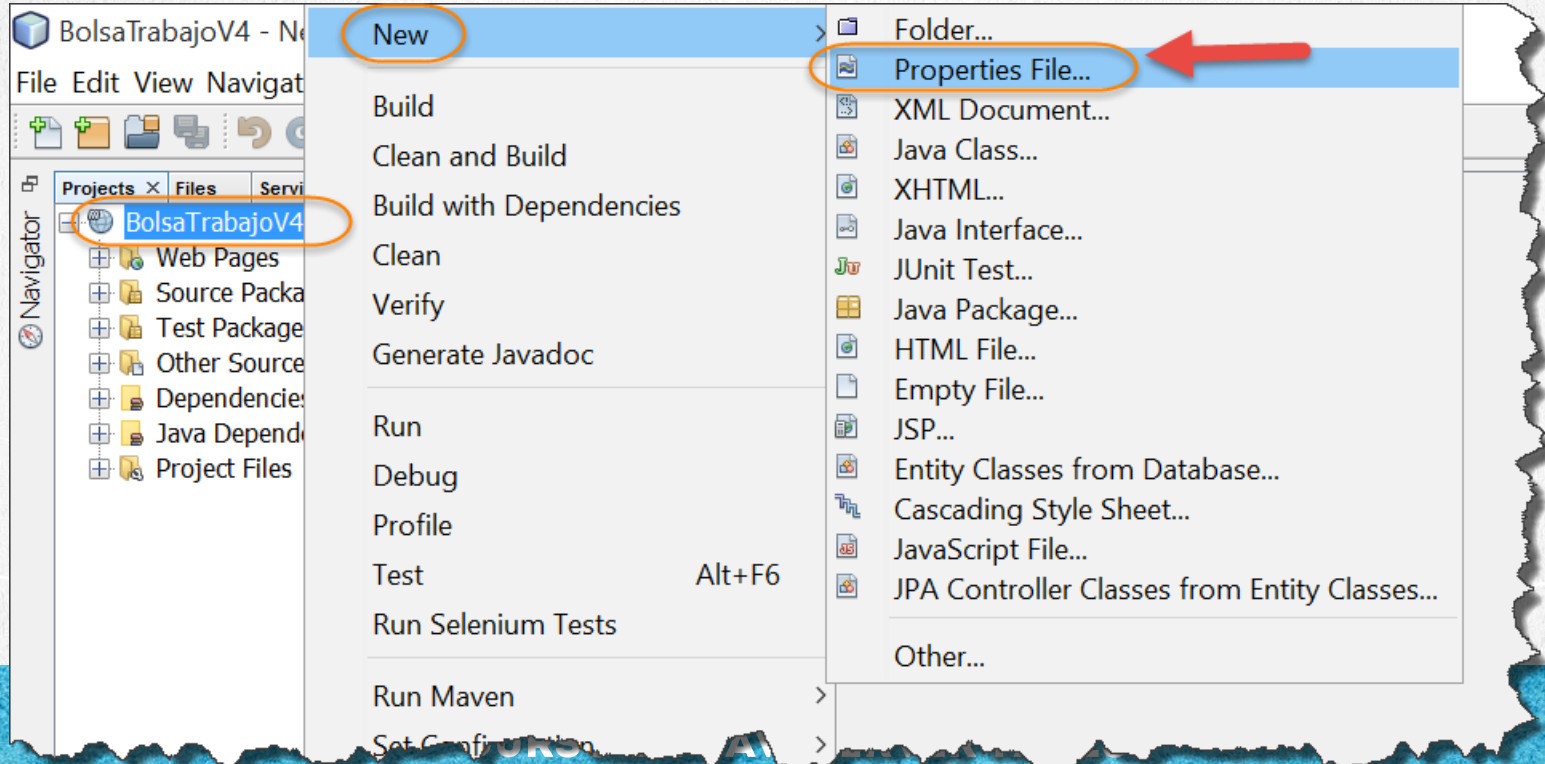 BolsaTrabajoV4 - Ne
File Edit View Navigat
Projects Files Servi
Navigator
BolsaTrabajoV4
Web Pages
Source Packa
Test Package
Other Source
Dependencies
Java Depende
Project Files
New
Build
Clean and Build
Build with Dependencies
Clean
Verify
Generate Javadoc
Run
Debug
Profile
Test Alt+F6
Run Selenium Tests
Run Maven
Folder...
Properties File...
XML Document...
Java Class...
XHTML...
Java Interface...
JUnit Test...
Java Package...
HTML File...
Empty File...
JSP...
Entity Classes from Database...
Cascading Style Sheet...
JavaScript File...
JPA Controller Classes from Entity Classes...
Other...